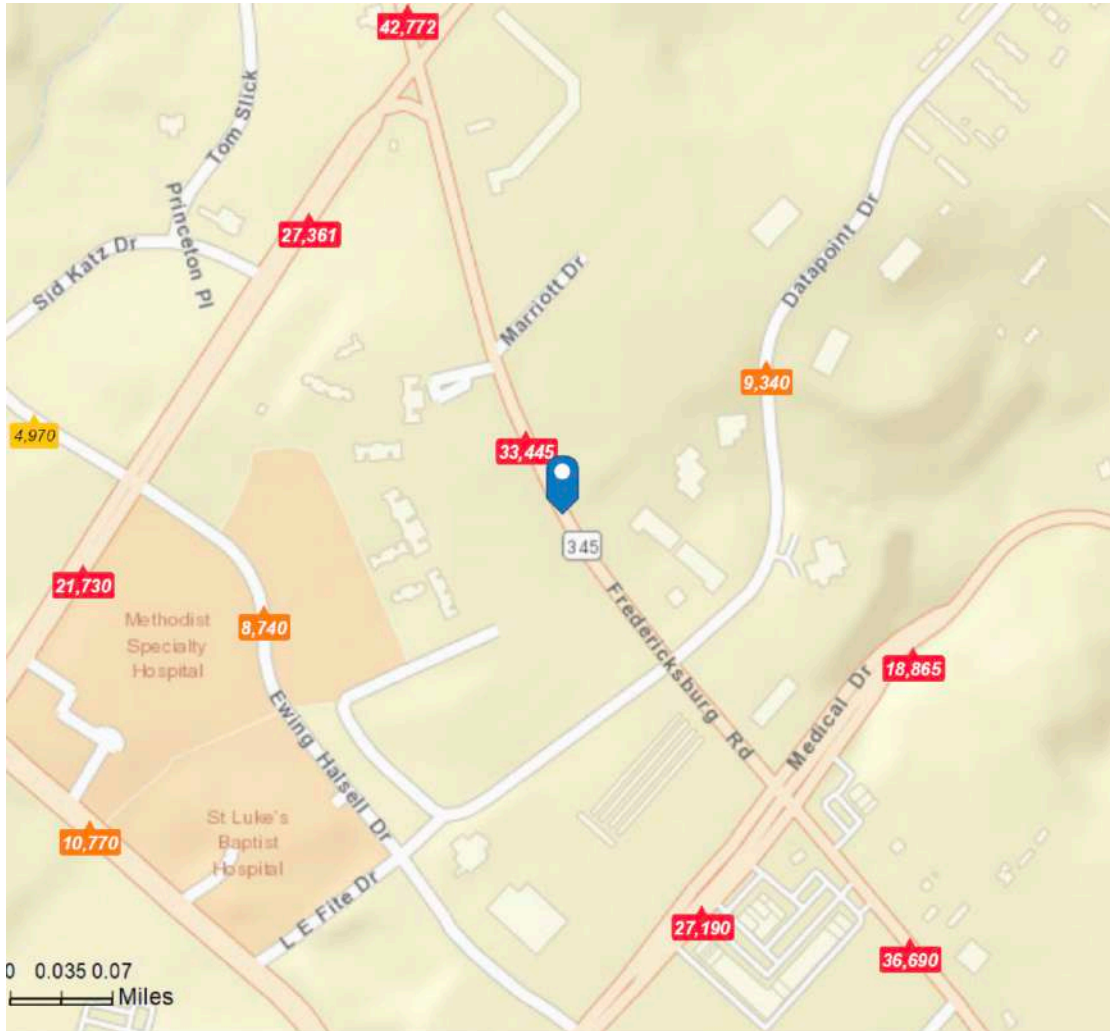 42,772
Tom Slick
Princeton Pl
27,361
Sid Katz Dr
Marriott Dr
Datapoint Dr
9,340
4,970
33,445
345
21,730
Methodist
Specialty
Hospital
8,740
Fredericksburg Rd
18,865
Medical Dr
Ewing Halsell Dr
St Luke's
Baptist
Hospital
10,770
L E Fite Dr
27,190
36,690
0 0.035 0.07
Miles